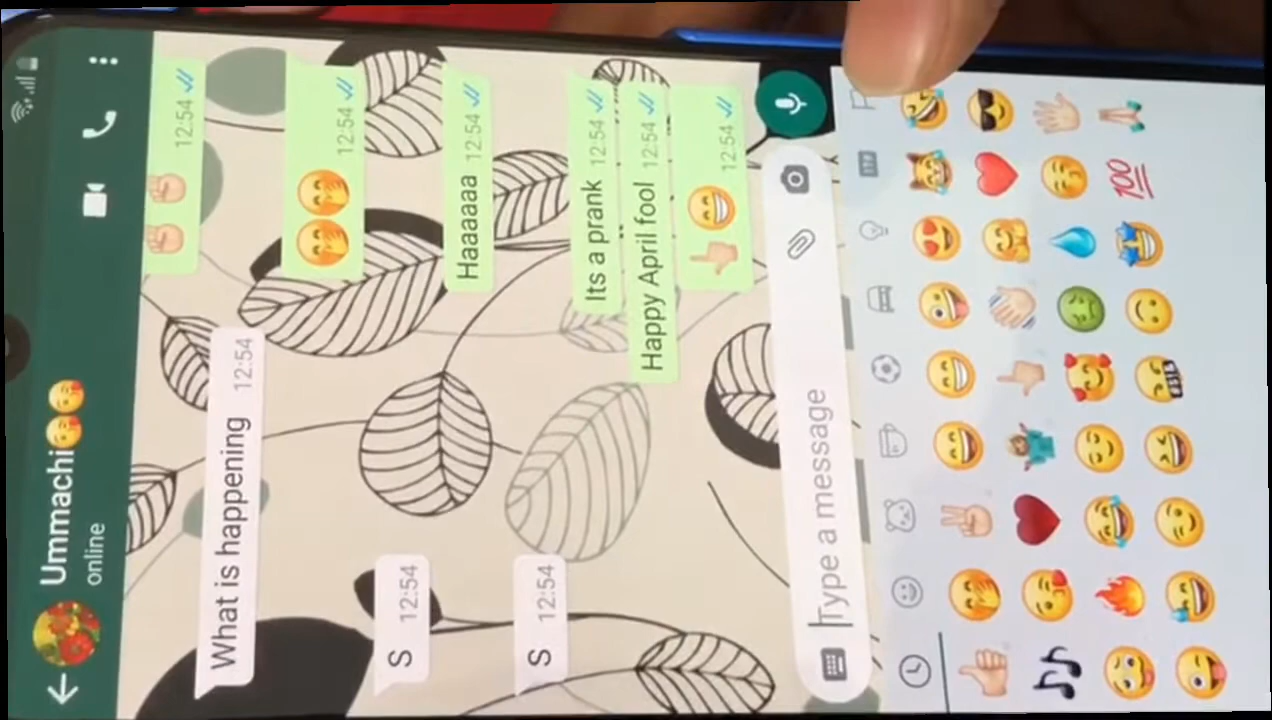 Ummachi😘😘
online
✊🏻✊🏻 12:54
What is happening 12:54
🤭🤭 12:54
S 12:54
Haaaaaa 12:54
S 12:54
Its a prank 12:54
Happy April fool 12:54
👈🏻😁 12:54
Type a message